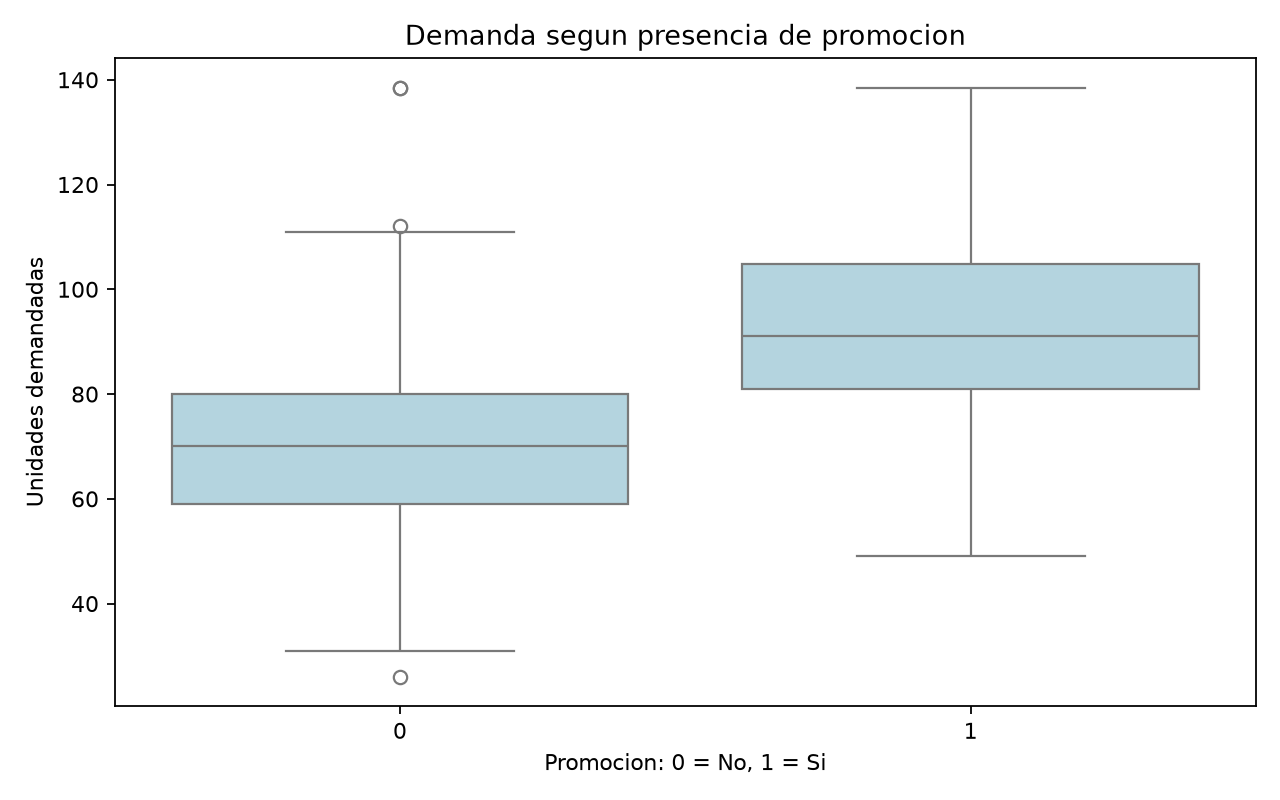 Demanda segun presencia de promocion
Unidades demandadas
140
120
100
80
60
40
0
1
Promocion: 0 = No, 1 = Si